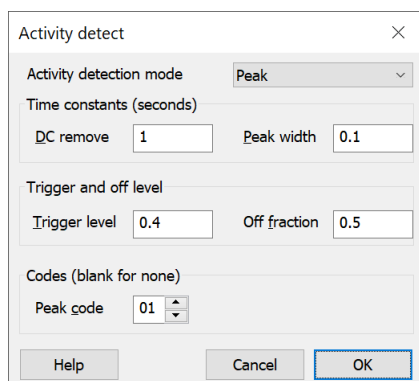 Activity detect
Activity detection mode Peak
Time constants (seconds)
DC remove 1 Peak width 0.1
Trigger and off level
Trigger level 0.4 Off fraction 0.5
Codes (blank for none)
Peak code 01
Help Cancel OK